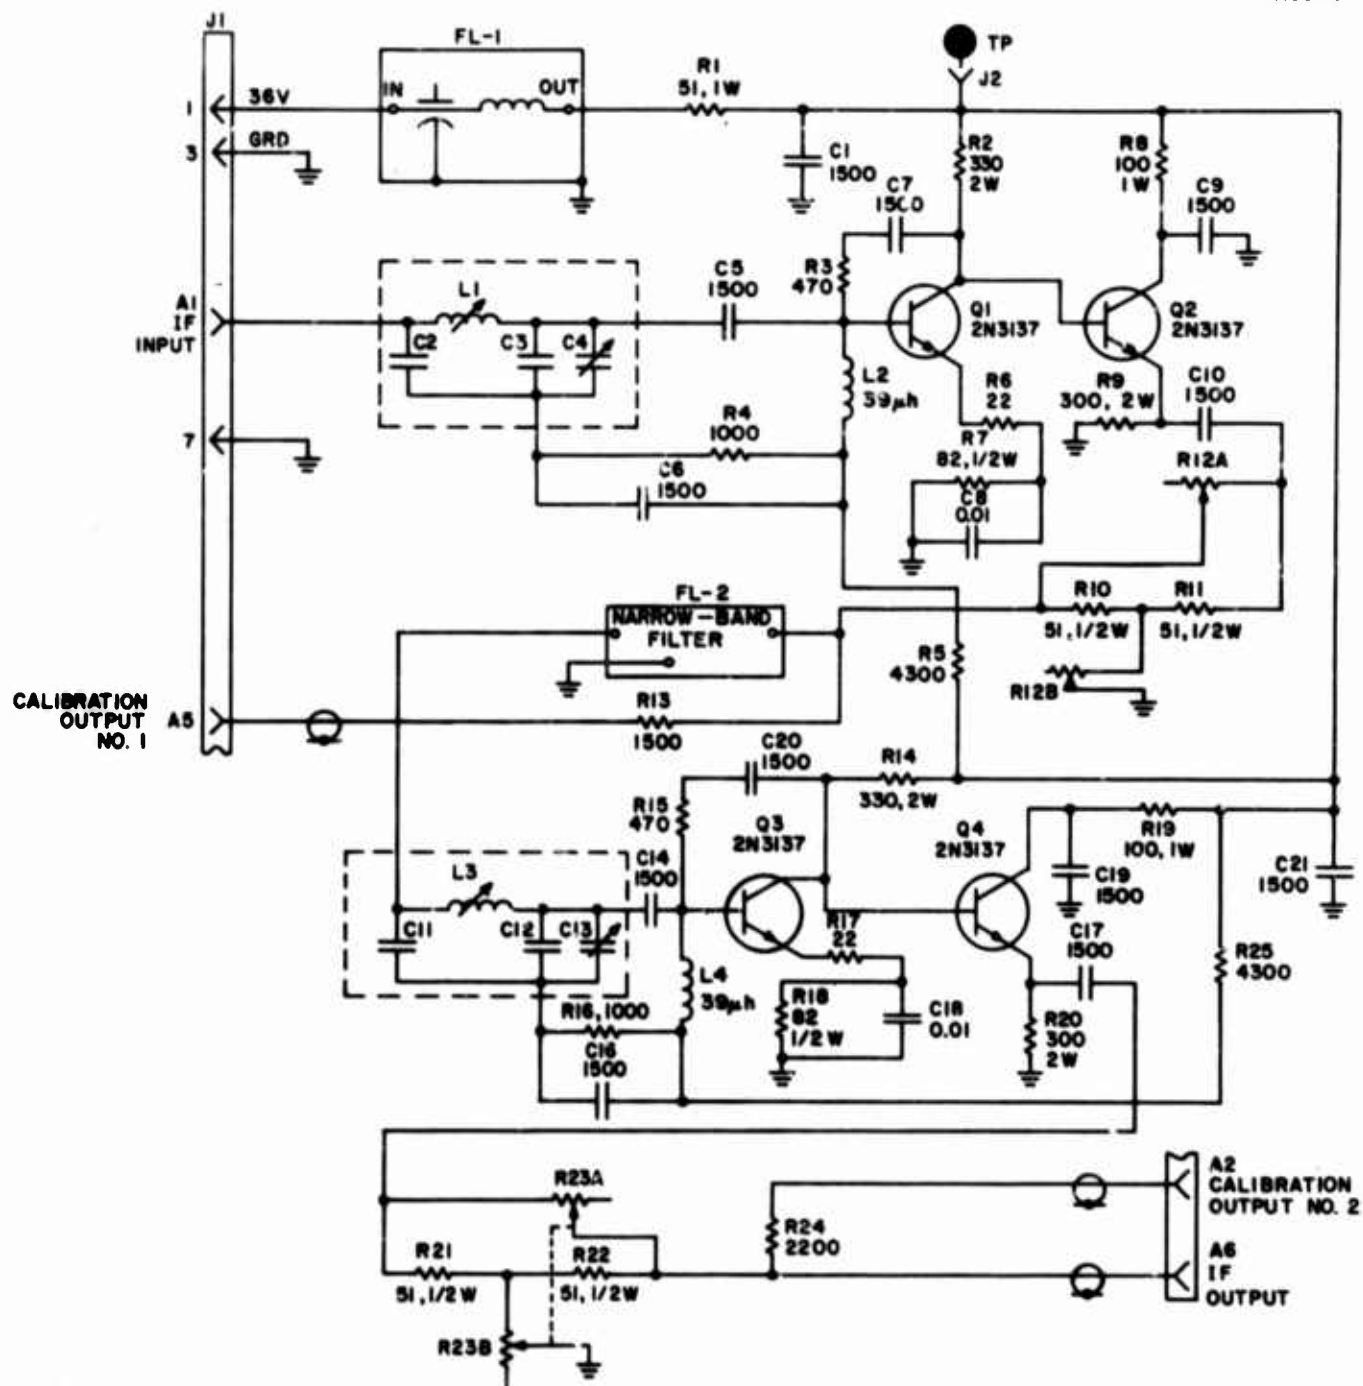 J1
FL-1
TP
J2
R1
51, 1W
IN
OUT
1
36V
3
GRD
C1
1500
R2
330
2W
R8
100
1W
C7
C9
1500
R3
470
C5
1500
A1
IF
INPUT
L1
C2
C3
C4
Q1
2N3137
Q2
2N3137
L2
39μh
R6
22
R9
300, 2W
C10
1500
R4
1000
R7
82, 1/2W
R12A
7
C6
1500
C8
0.01
FL-2
NARROW-BAND
FILTER
R10
51, 1/2W
R11
51, 1/2W
R5
4300
R12B
CALIBRATION
OUTPUT
NO. 1
A5
R13
1500
C20
1500
R14
330, 2W
R15
470
Q3
2N3137
Q4
2N3137
R19
100, 1W
C14
1500
C19
1500
C21
1500
L3
C11
C12
C13
R17
22
C17
1500
R25
4300
L4
39μh
R16, 1000
R18
82
1/2W
C18
0.01
R20
300
2W
C16
1500
R23A
A2
CALIBRATION
OUTPUT NO. 2
R24
2200
R21
51, 1/2W
R22
51, 1/2W
A6
IF
OUTPUT
R23B